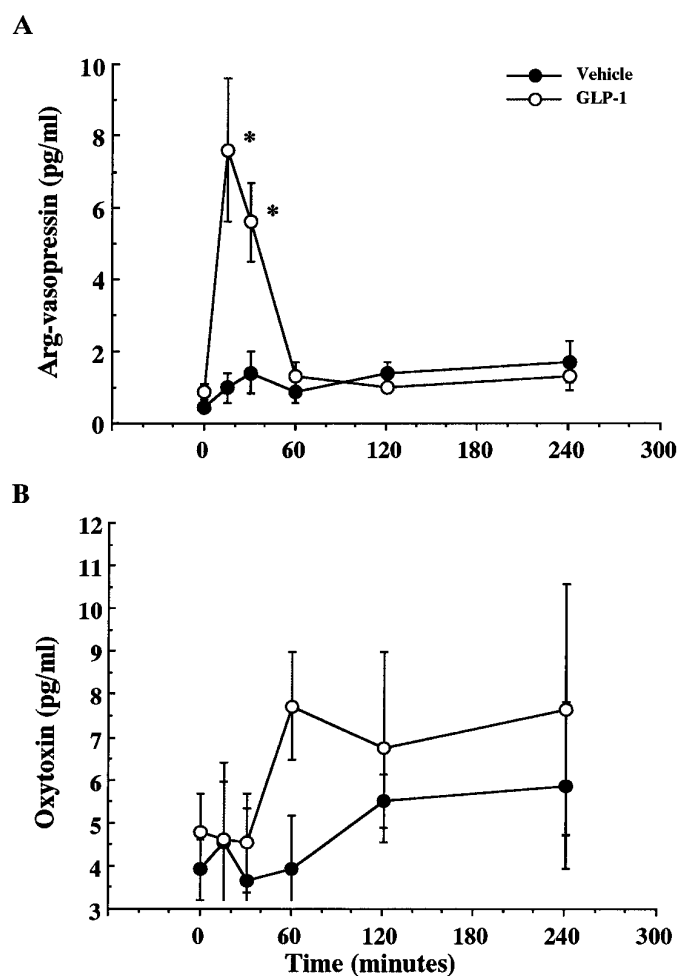 A
Arg-vasopressin (pg/ml)
10
8
6
4
2
0
Vehicle
GLP-1
*
*
0 60 120 180 240 300
B
Oxytoxin (pg/ml)
12
11
10
9
8
7
6
5
4
3
0 60 120 180 240 300
Time (minutes)